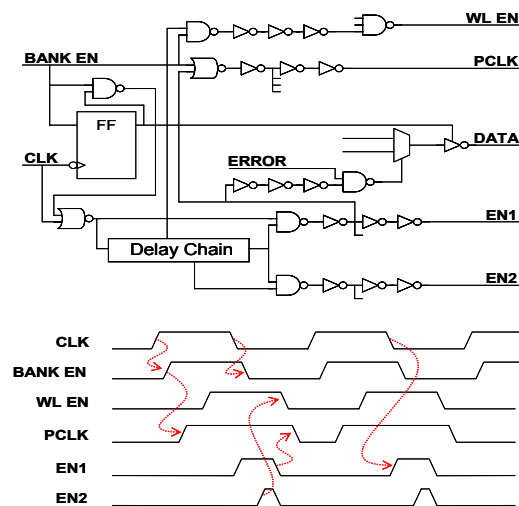 WL EN
BANK EN
PCLK
FF
DATA
CLK
ERROR
EN1
Delay Chain
EN2
CLK
BANK EN
WL EN
PCLK
EN1
EN2